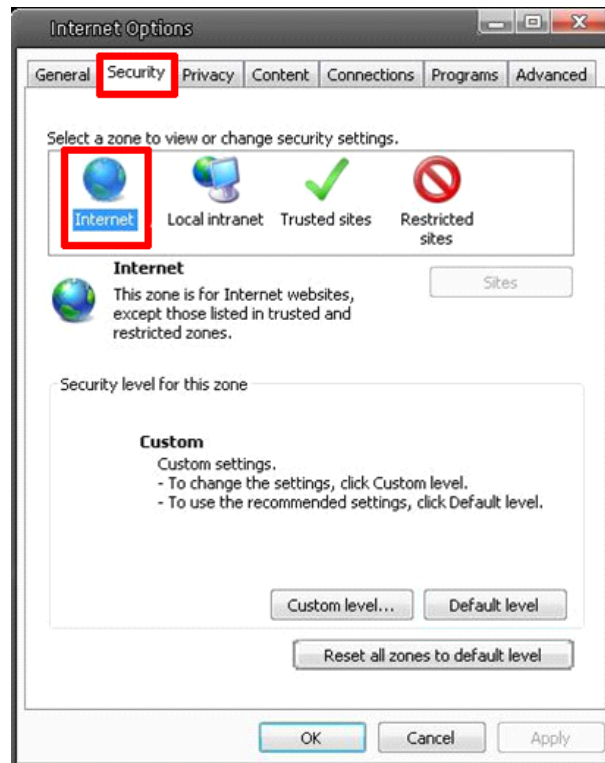 Internet Options
General Security Privacy Content Connections Programs Advanced
Select a zone to view or change security settings.
Internet Local intranet Trusted sites Restricted
sites
Internet
This zone is for Internet websites,
except those listed in trusted and
restricted zones.
Sites
Security level for this zone
Custom
Custom settings.
- To change the settings, click Custom level.
- To use the recommended settings, click Default level.
Custom level... Default level
Reset all zones to default level
OK Cancel Apply